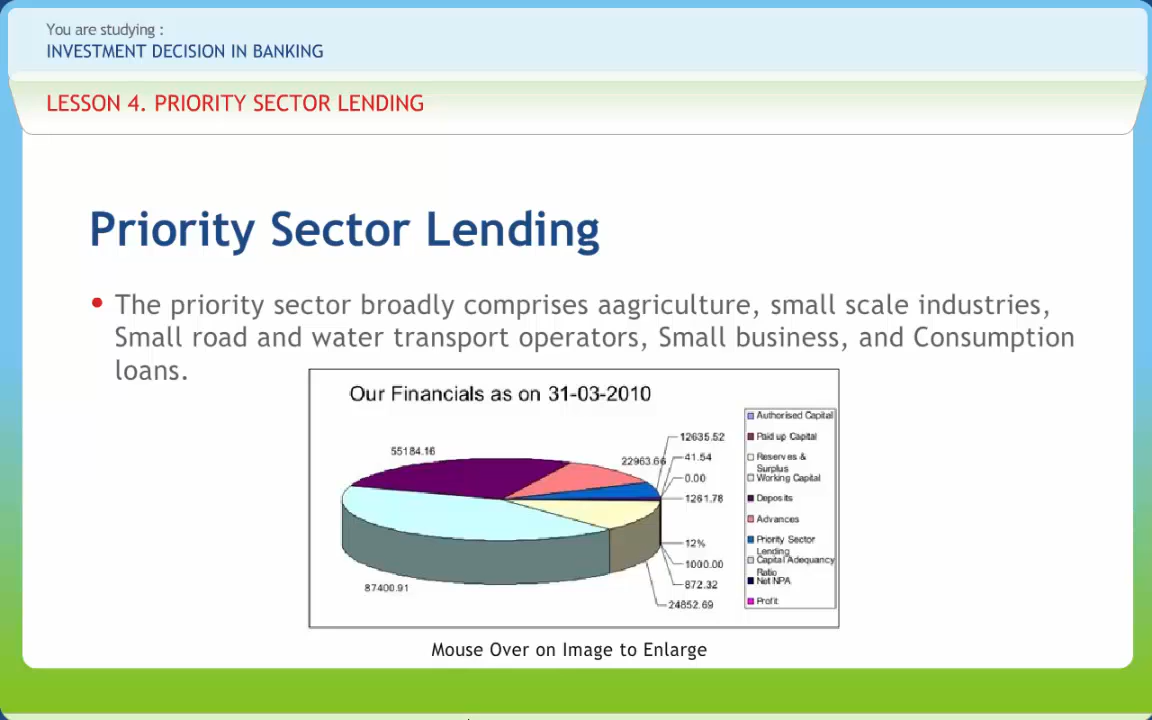 You are studying :
INVESTMENT DECISION IN BANKING
LESSON 4. PRIORITY SECTOR LENDING
Priority Sector Lending
• The priority sector broadly comprises aagriculture, small scale industries,
Small road and water transport operators, Small business, and Consumption
loans.
Our Financials as on 31-03-2010
55184.16
22963.66
12635.52
41.54
0.00
1261.78
12%
1000.00
872.32
24852.69
87400.91
Authorised Capital
Paid up Capital
Reserves &
Surplus
Working Capital
Deposits
Advances
Priority Sector
Lending
Capital Adequancy
Ratio
Net NPA
Profit
Mouse Over on Image to Enlarge